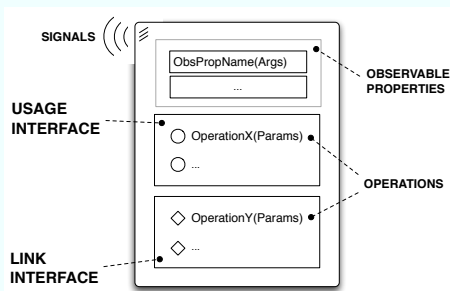 SIGNALS
ObsPropName(Args)
...
OBSERVABLE
PROPERTIES
USAGE
INTERFACE
OperationX(Params)
...
OPERATIONS
OperationY(Params)
...
LINK
INTERFACE